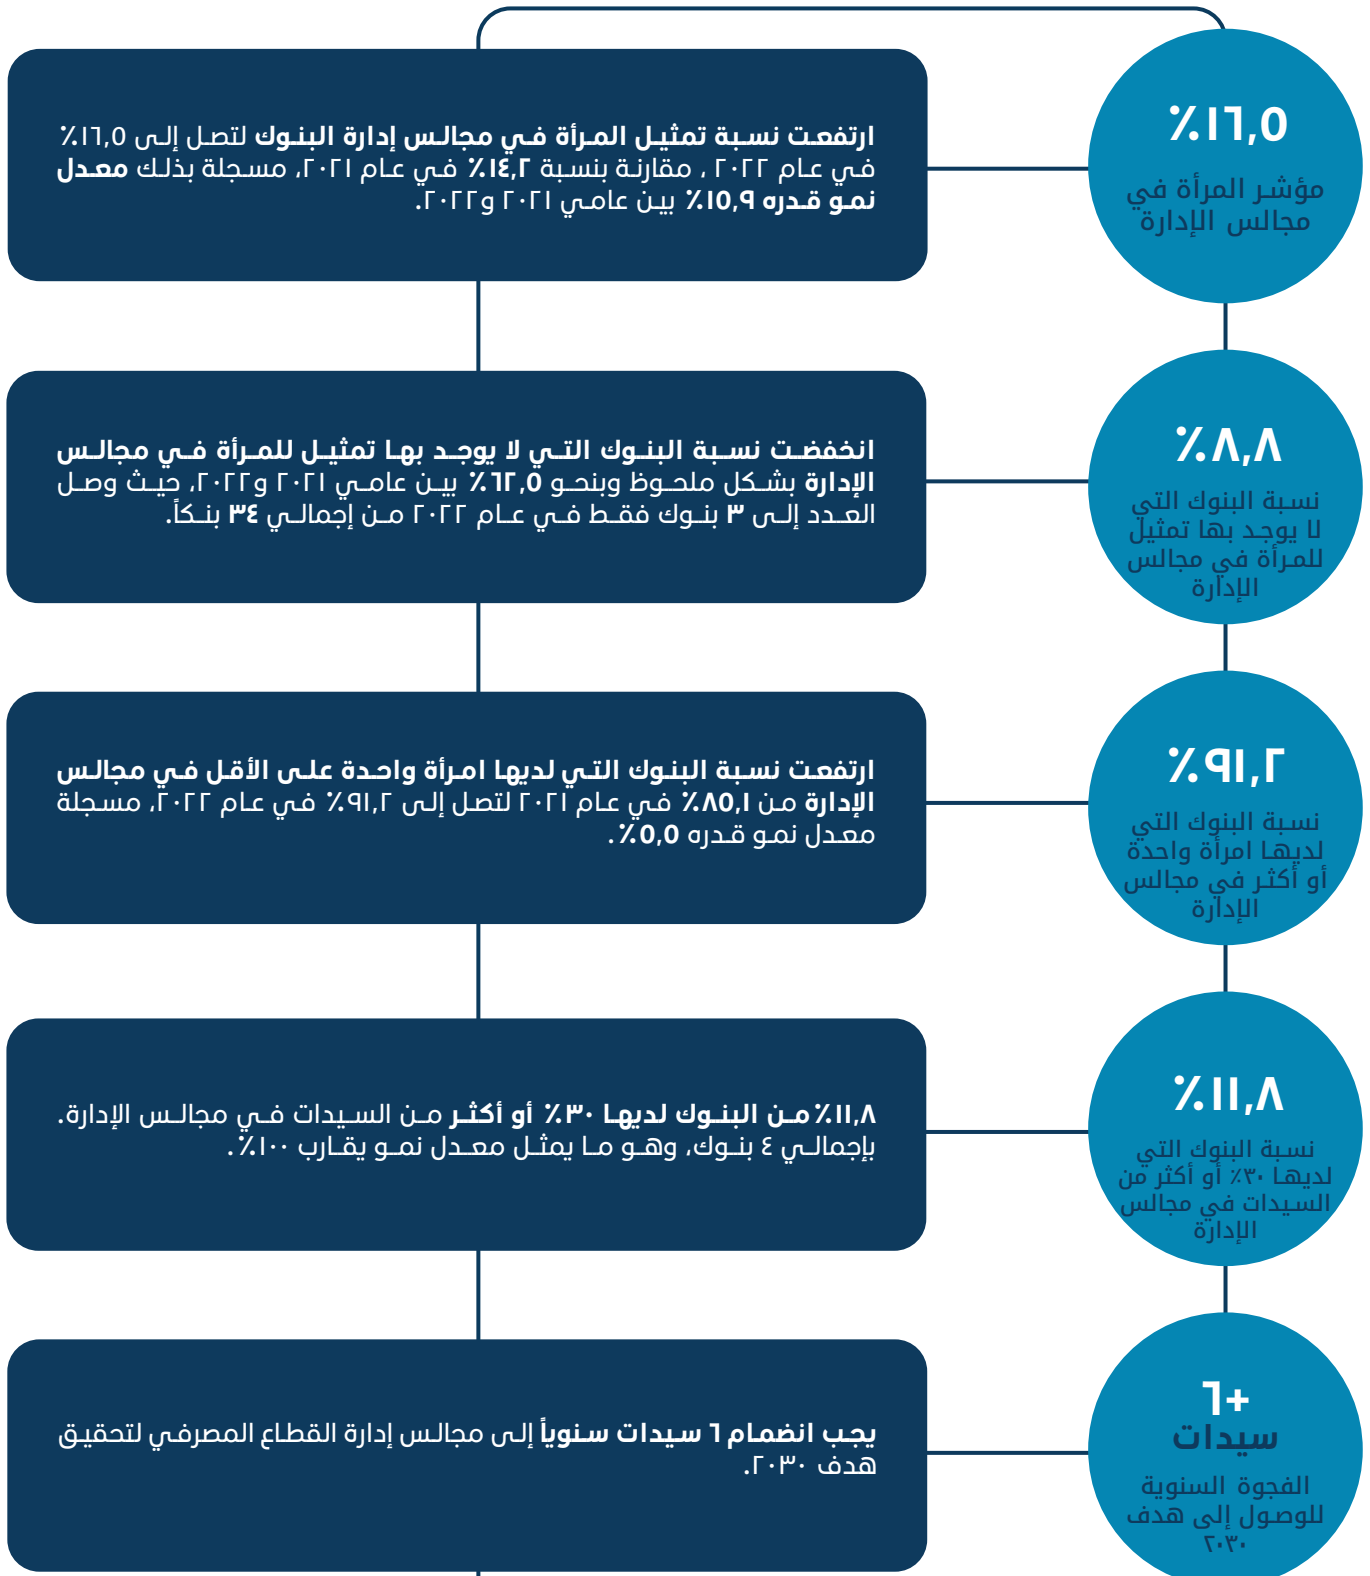 ٪١٦,٥
مؤشر المرأة في
مجالس الإدارة
ارتفعت نسبة تمثيل المرأة في مجالس إدارة البنوك لتصل إلى ١٦,٥٪
في عام ٢٠٢٢ ، مقارنة بنسبة ١٤,٢٪ في عام ٢٠٢١، مسجلة بذلك معدل
نمو قدره ١٥,٩٪ بين عامي ٢٠٢١ و٢٠٢٢.
٪٨,٨
نسبة البنوك التي
لا يوجد بها تمثيل
للمرأة في مجالس
الإدارة
انخفضت نسبة البنوك التي لا يوجد بها تمثيل للمرأة في مجالس
الإدارة بشكل ملحوظ وبنحو ٦٢,٥٪ بين عامي ٢٠٢١ و٢٠٢٢، حيث وصل
العدد إلى ٣ بنوك فقط في عام ٢٠٢٢ من إجمالي ٣٤ بنكاً.
٪٩١,٢
نسبة البنوك التي
لديها امرأة واحدة
أو أكثر في مجالس
الإدارة
ارتفعت نسبة البنوك التي لديها امرأة واحدة على الأقل في مجالس
الإدارة من ٨٥,١٪ في عام ٢٠٢١ لتصل إلى ٩١,٢٪ في عام ٢٠٢٢، مسجلة
معدل نمو قدره ٥,٥٪.
٪١١,٨
نسبة البنوك التي
لديها ٣٠٪ أو أكثر من
السيدات في مجالس
الإدارة
١١,٨٪ من البنوك لديها ٣٠٪ أو أكثر من السيدات في مجالس الإدارة.
بإجمالي ٤ بنوك، وهو ما يمثل معدل نمو يقارب ١٠٠٪.
+٦
سيدات
الفجوة السنوية
للوصول إلى هدف
٢٠٣٠
يجب انضمام ٦ سيدات سنوياً إلى مجالس إدارة القطاع المصرفي لتحقيق
هدف ٢٠٣٠.